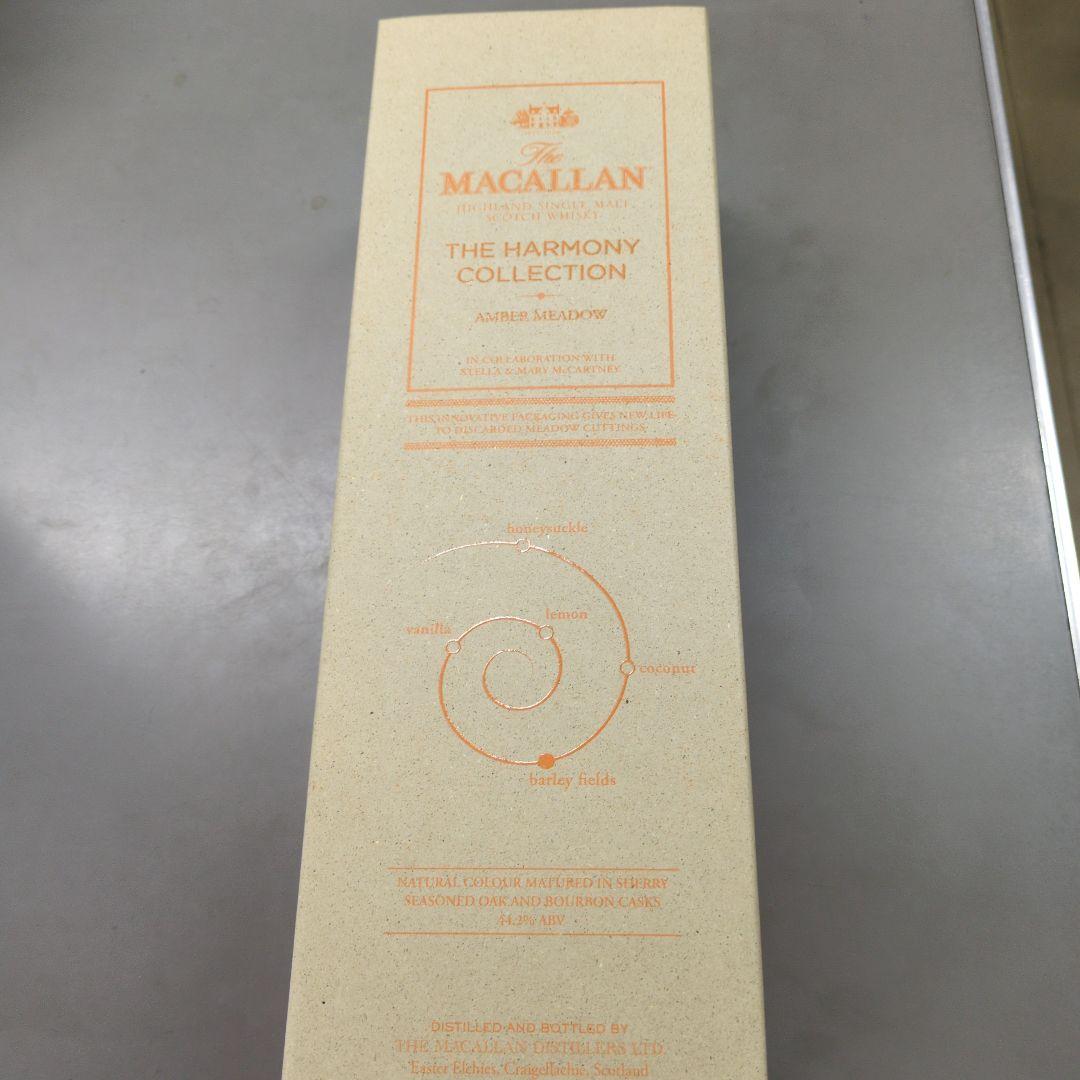 The
MACALLAN
HIGHLAND SINGLE MALT
SCOTCH WHISKY
THE HARMONY
COLLECTION
AMBER MEADOW
IN COLLABORATION WITH
STELLA & MARY McCARTNEY
THIS INNOVATIVE PACKAGING GIVES NEW LIFE
TO DISCARDED MEADOW CUTTINGS
honeysuckle
lemon
vanilla
coconut
barley fields
NATURAL COLOUR MATURED IN SHERRY
SEASONED OAK AND BOURBON CASKS
44.2% ABV
DISTILLED AND BOTTLED BY
THE MACALLAN DISTILLERS LTD.
Easter Elchies, Craigellachie, Scotland